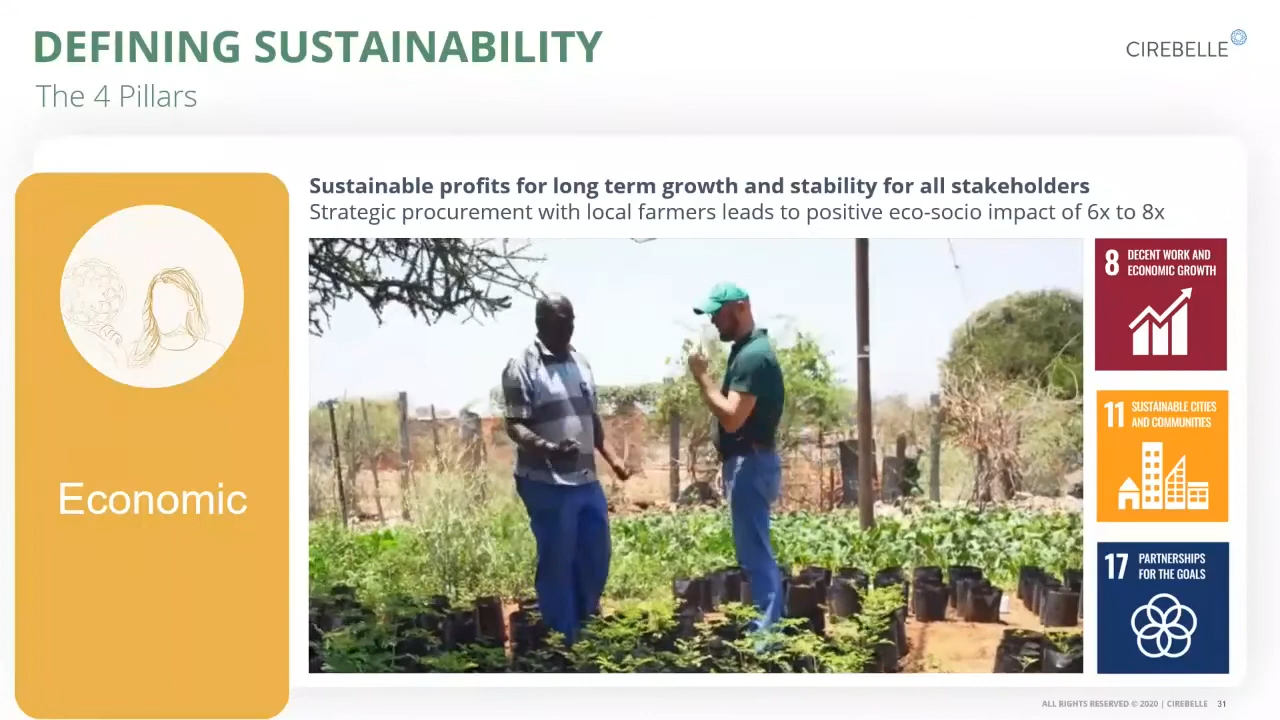 DEFINING SUSTAINABILITY
The 4 Pillars
CIREBELLE
Economic
Sustainable profits for long term growth and stability for all stakeholders
Strategic procurement with local farmers leads to positive eco-socio impact of 6x to 8x
8 DECENT WORK AND
ECONOMIC GROWTH
11 SUSTAINABLE CITIES
AND COMMUNITIES
17 PARTNERSHIPS
FOR THE GOALS
ALL RIGHTS RESERVED © 2020 | CIREBELLE 31